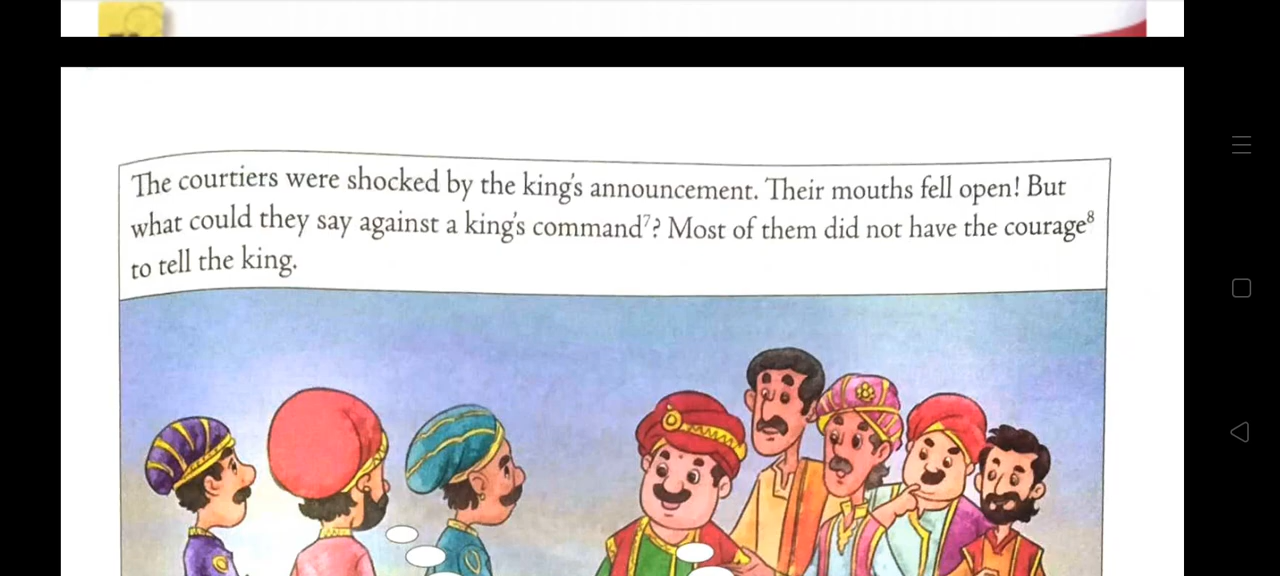 The courtiers were shocked by the king's announcement. Their mouths fell open! But
what could they say against a king's command⁷? Most of them did not have the courage⁸
to tell the king.